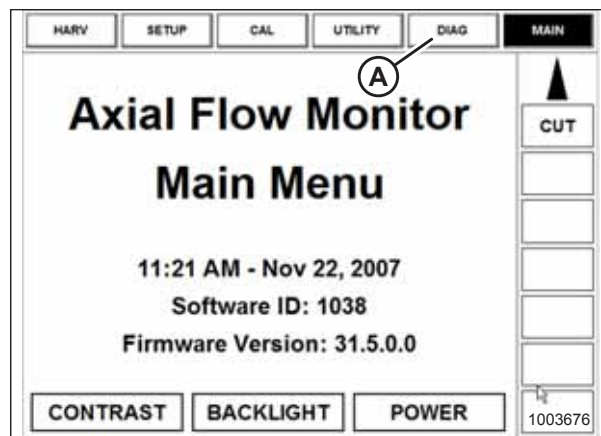 HARV SETUP CAL UTILITY DIAG MAIN
A
Axial Flow Monitor
CUT
Main Menu
11:21 AM - Nov 22, 2007
Software ID: 1038
Firmware Version: 31.5.0.0
CONTRAST BACKLIGHT POWER
1003676